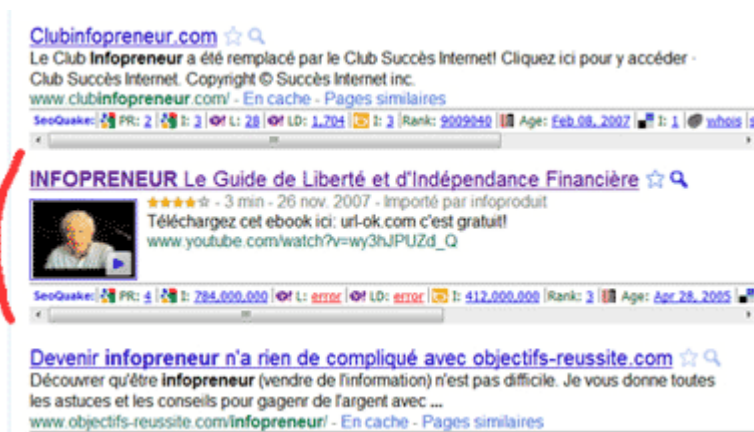 Clubinfopreneur.com
Le Club Infopreneur a été remplacé par le Club Succès Internet! Cliquez ici pour y accéder -
Club Succès Internet. Copyright © Succès Internet inc.
www.clubinfopreneur.com/ - En cache - Pages similaires
SeoQuake: PR: 2 I: 3 L: 28 LD: 1,704 I: 3 Rank: 9009040 Age: Feb 08, 2007 I: 1 whois
INFOPRENEUR Le Guide de Liberté et d'Indépendance Financière
- 3 min - 26 nov. 2007 - Importé par infoproduit
Téléchargez cet ebook ici: url-ok.com c'est gratuit!
www.youtube.com/watch?v=wy3hJPUZd_Q
SeoQuake: PR: 4 I: 784,000,000 L: error LD: error I: 412,000,000 Rank: 3 Age: Apr 28, 2005
Devenir infopreneur n'a rien de compliqué avec objectifs-reussite.com
Découvrer qu'être infopreneur (vendre de l'information) n'est pas difficile. Je vous donne toutes
les astuces et les conseils pour gagenr de l'argent avec ...
www.objectifs-reussite.com/infopreneur/ - En cache - Pages similaires